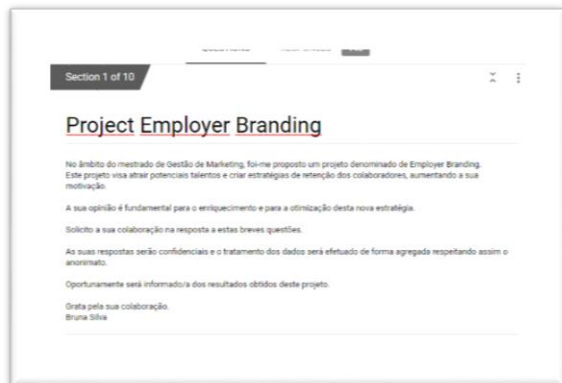 Section 1 of 10
Project Employer Branding
No âmbito do mestrado de Gestão de Marketing, foi-me proposto um projeto denominado de Employer Branding.
Este projeto visa atrair potenciais talentos e criar estratégias de retenção dos colaboradores, aumentando a sua
motivação.
A sua opinião é fundamental para o enriquecimento e para a otimização desta nova estratégia.
Solicito a sua colaboração na resposta a estas breves questões.
As suas respostas serão confidenciais e o tratamento dos dados será efetuado de forma agregada respeitando assim o
anonimato.
Oportunamente será informado/a dos resultados obtidos deste projeto.
Grata pela sua colaboração.
Bruna Silva